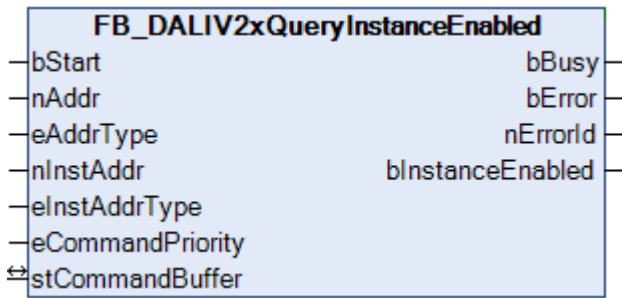 FB_DALIV2xQueryInstanceEnabled
bStart bBusy
nAddr bError
eAddrType nErrorId
nInstAddr bInstanceEnabled
eInstAddrType
eCommandPriority
stCommandBuffer